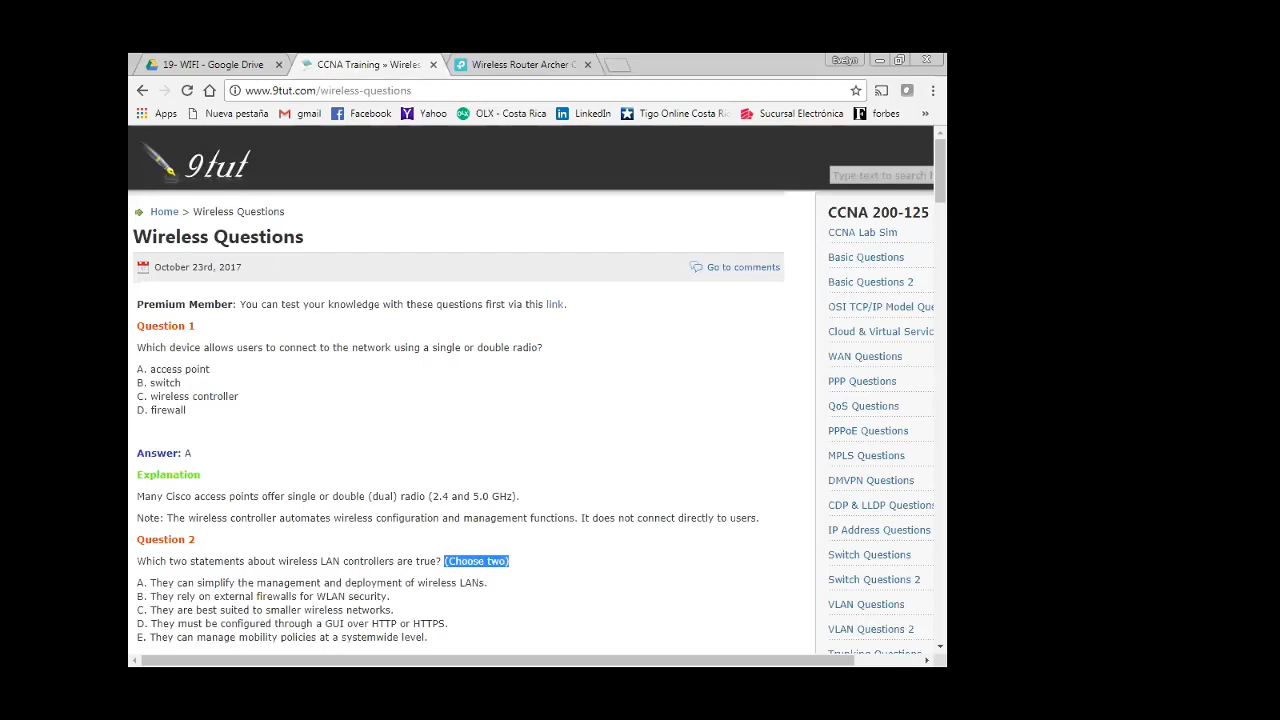 19- WIFI - Google Drive
CCNA Training » Wireles
Wireless Router Archer C
Evelyn
www.9tut.com/wireless-questions
Apps
Nueva pestaña
gmail
Facebook
Yahoo
OLX - Costa Rica
LinkedIn
Tigo Online Costa Ri
Sucursal Electrónica
forbes
»
9tut
Type text to search h
Home > Wireless Questions
Wireless Questions
October 23rd, 2017
Go to comments
Premium Member: You can test your knowledge with these questions first via this link.
Question 1
Which device allows users to connect to the network using a single or double radio?
A. access point
B. switch
C. wireless controller
D. firewall
Answer: A
Explanation
Many Cisco access points offer single or double (dual) radio (2.4 and 5.0 GHz).
Note: The wireless controller automates wireless configuration and management functions. It does not connect directly to users.
Question 2
Which two statements about wireless LAN controllers are true? (Choose two)
A. They can simplify the management and deployment of wireless LANs.
B. They rely on external firewalls for WLAN security.
C. They are best suited to smaller wireless networks.
D. They must be configured through a GUI over HTTP or HTTPS.
E. They can manage mobility policies at a systemwide level.
CCNA 200-125
CCNA Lab Sim
Basic Questions
Basic Questions 2
OSI TCP/IP Model Que
Cloud & Virtual Servic
WAN Questions
PPP Questions
QoS Questions
PPPoE Questions
MPLS Questions
DMVPN Questions
CDP & LLDP Questions
IP Address Questions
Switch Questions
Switch Questions 2
VLAN Questions
VLAN Questions 2
Trunking Questions